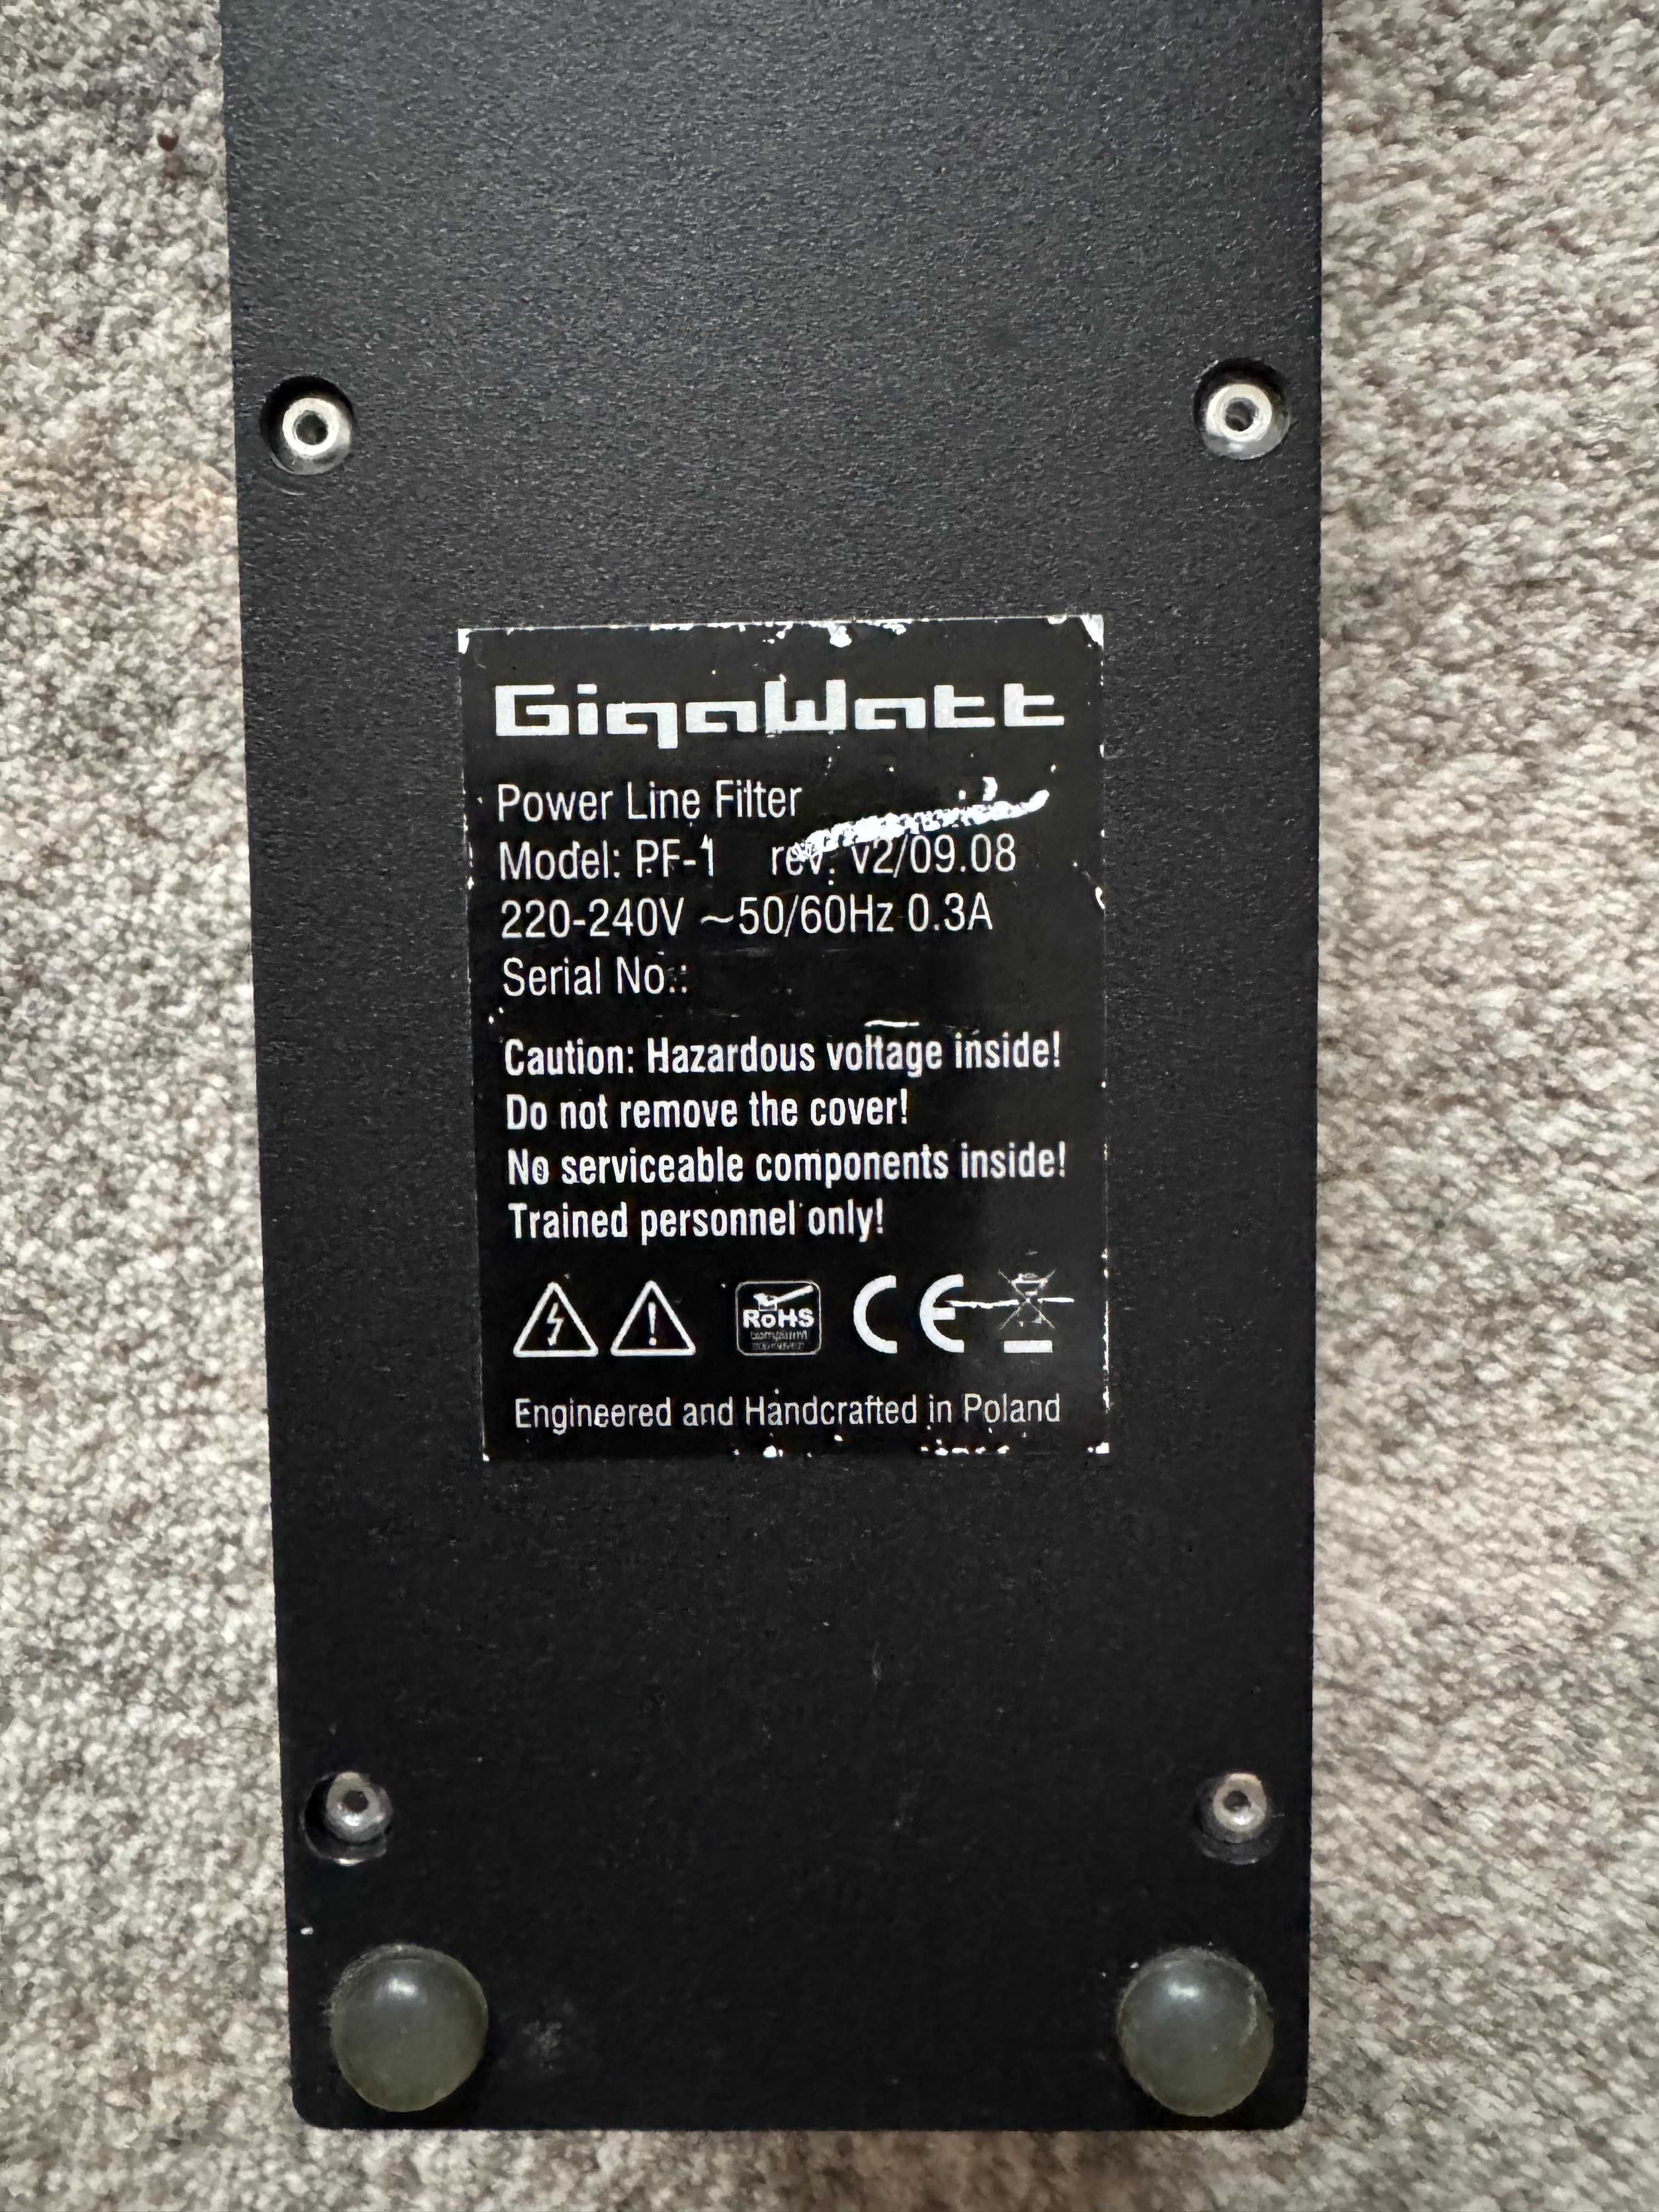 GigaWatt
Power Line Filter
Model: PF-1 rev. v2/09.08
220-240V ~50/60Hz 0.3A
Serial No.:
Caution: Hazardous voltage inside!
Do not remove the cover!
No serviceable components inside!
Trained personnel only!
RoHS
CE
Engineered and Handcrafted in Poland